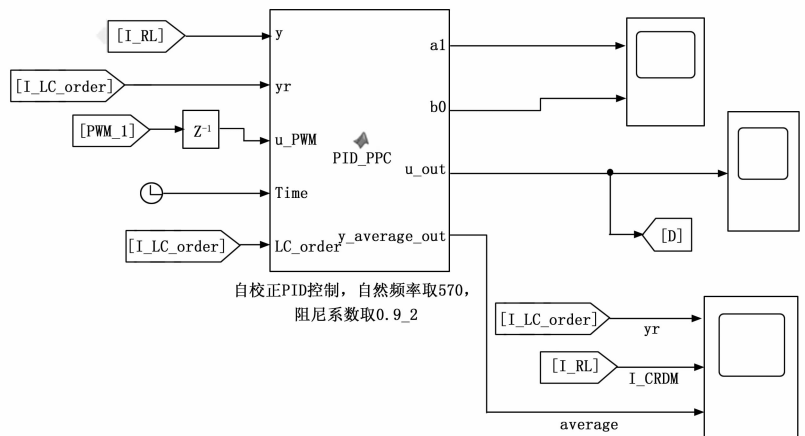 [I_RL]
y
a1
[I_LC_order]
yr
b0
[PWM_1]
Z-1
u_PWM
PID_PPC
u_out
Time
[D]
[I_LC_order]
LC_order
y_average_out
自校正PID控制，自然频率取570，
阻尼系数取0.9_2
[I_LC_order]
yr
[I_RL]
I_CRDM
average